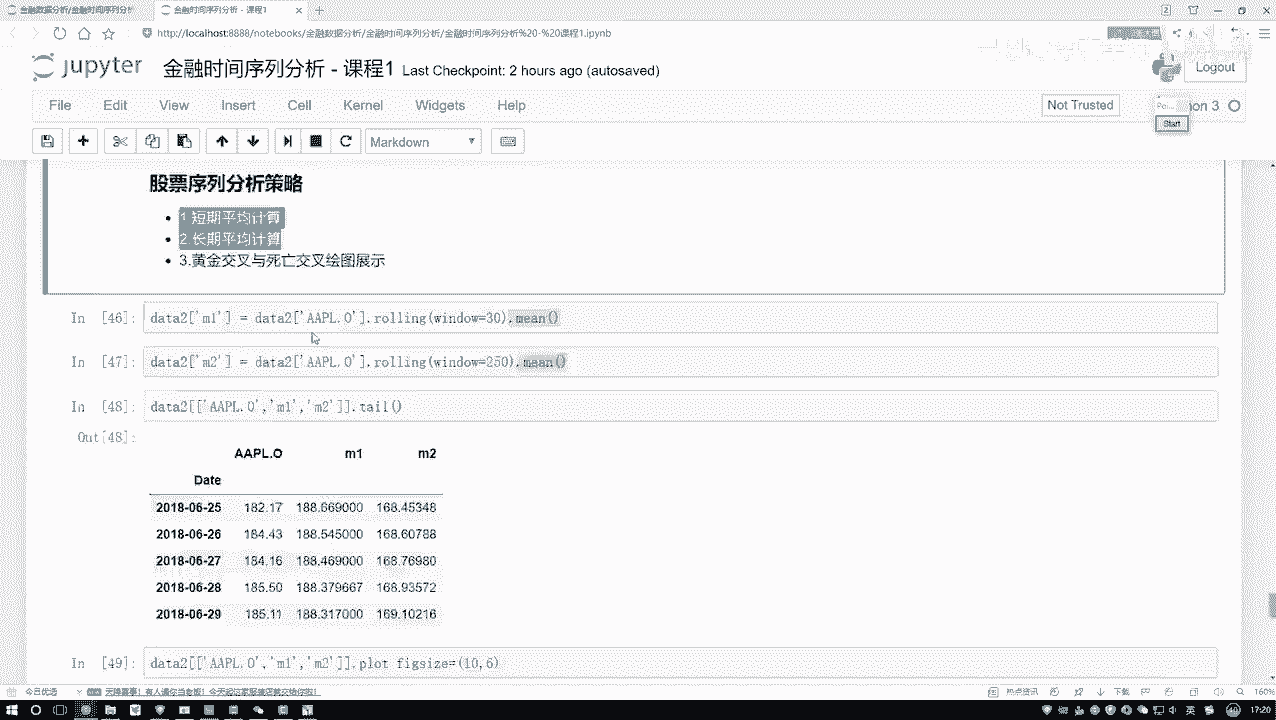 金融数据分析/金融时间序列分析
金融时间序列分析 - 课程1
http://localhost:8888/notebooks/金融数据分析/金融时间序列分析/金融时间序列分析%20-%20课程1.ipynb
jupyter 金融时间序列分析 - 课程1 Last Checkpoint: 2 hours ago (autosaved)
Logout
File Edit View Insert Cell Kernel Widgets Help
Not Trusted
on 3
Start
Markdown
股票序列分析策略
1.短期平均计算
2.长期平均计算
3.黄金交叉与死亡交叉绘图展示
In [46]: data2['m1'] = data2['AAPL.O'].rolling(window=30).mean()
In [47]: data2['m2'] = data2['AAPL.O'].rolling(window=250).mean()
In [48]: data2[['AAPL.O','m1','m2']].tail()
Out[48]:
AAPL.O m1 m2
Date
2018-06-25 182.17 188.669000 168.45348
2018-06-26 184.43 188.545000 168.60788
2018-06-27 184.16 188.469000 168.76980
2018-06-28 185.50 188.379667 168.93572
2018-06-29 185.11 188.317000 169.10216
In [49]: data2[['AAPL.O','m1','m2']].plot figsize=(10,6)
今日优选
热点资讯
下载
160%
英
17:20